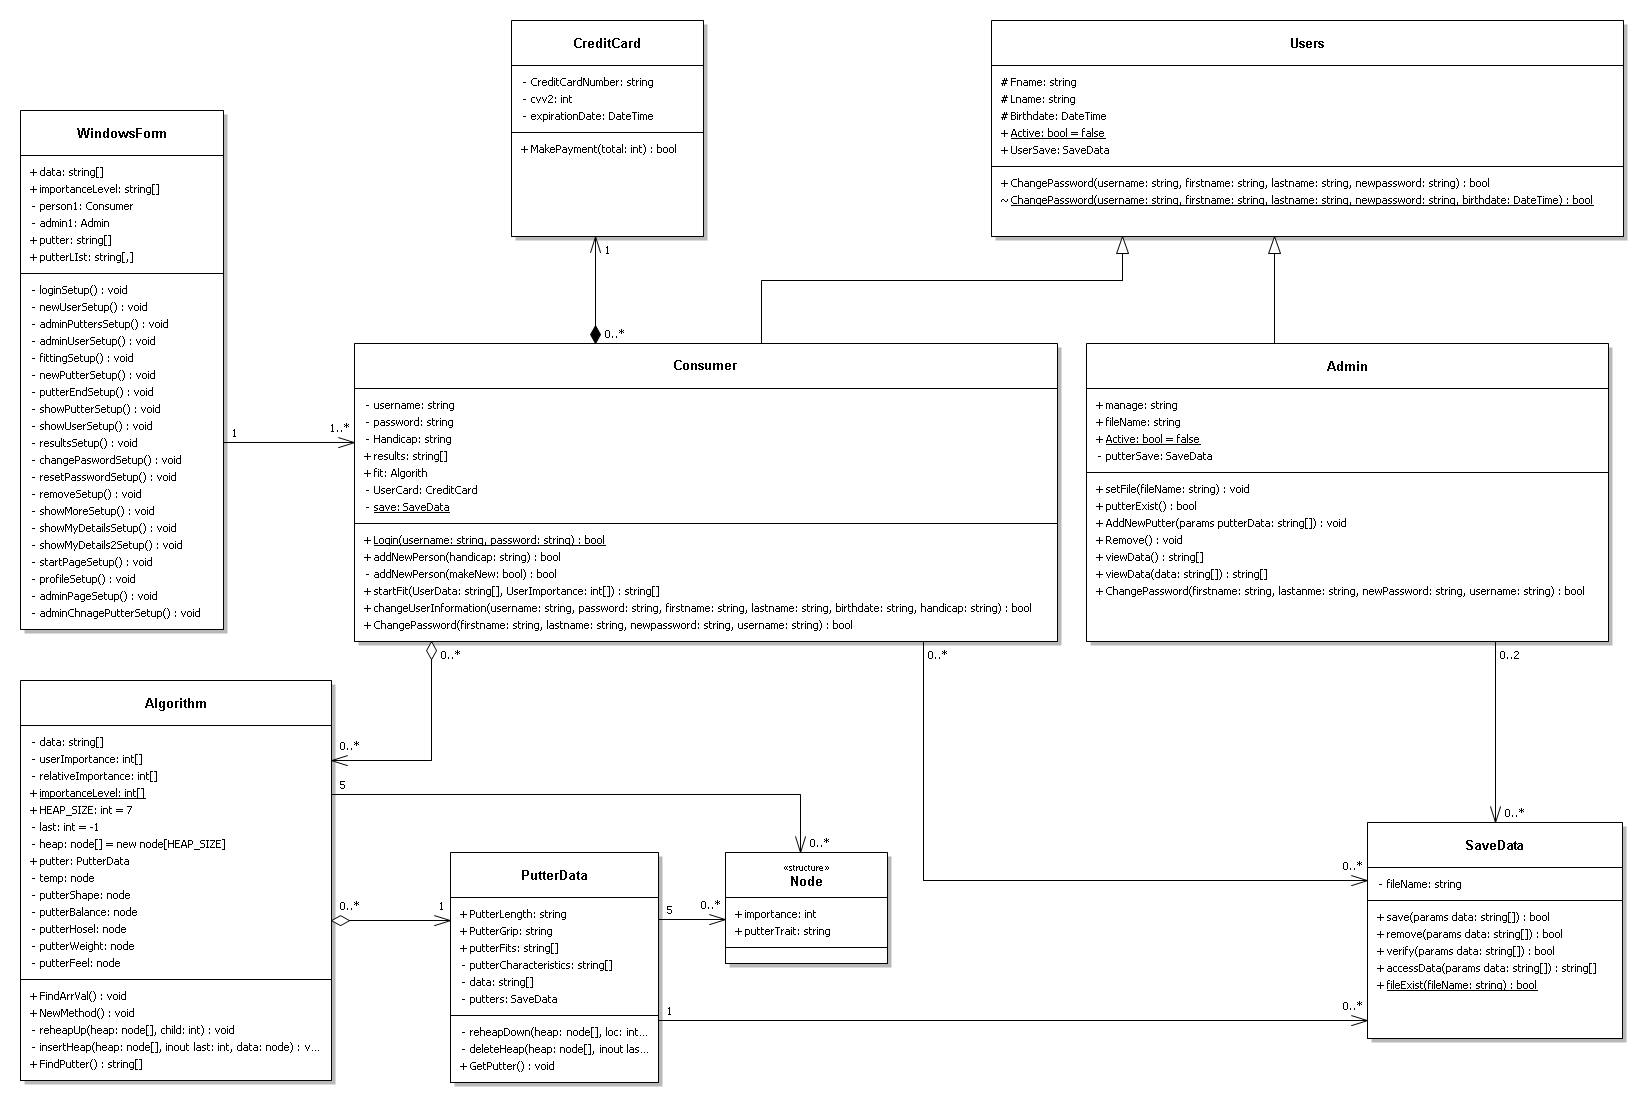 CreditCard
- CreditCardNumber: string
- cvv2: int
- expirationDate: DateTime
+ MakePayment(total: int) : bool
Users
# Fname: string
# Lname: string
# Birthdate: DateTime
+ Active: bool = false
+ UserSave: SaveData
+ ChangePassword(username: string, firstname: string, lastname: string, newpassword: string) : bool
~ ChangePassword(username: string, firstname: string, lastname: string, newpassword: string, birthdate: DateTime) : bool
WindowsForm
+ data: string[]
+ importanceLevel: string[]
- person1: Consumer
- admin1: Admin
+ putter: string[]
+ putterLIst: string[,]
- loginSetup() : void
- newUserSetup() : void
- adminPuttersSetup() : void
- adminUserSetup() : void
- fittingSetup() : void
- newPutterSetup() : void
- putterEndSetup() : void
- showPutterSetup() : void
- showUserSetup() : void
- resultsSetup() : void
- changePaswordSetup() : void
- resetPasswordSetup() : void
- removeSetup() : void
- showMoreSetup() : void
- showMyDetailsSetup() : void
- showMyDetails2Setup() : void
- startPageSetup() : void
- profileSetup() : void
- adminPageSetup() : void
- adminChnagePutterSetup() : void
1
0..*
1
1..*
Consumer
- username: string
- password: string
- Handicap: string
+ results: string[]
+ fit: Algorith
- UserCard: CreditCard
- save: SaveData
+ Login(username: string, password: string) : bool
+ addNewPerson(handicap: string) : bool
- addNewPerson(makeNew: bool) : bool
+ startFit(UserData: string[], UserImportance: int[]) : string[]
+ changeUserInformation(username: string, password: string, firstname: string, lastname: string, birthdate: string, handicap: string) : bool
+ ChangePassword(firstname: string, lastname: string, newpassword: string, username: string) : bool
Admin
+ manage: string
+ fileName: string
+ Active: bool = false
- putterSave: SaveData
+ setFile(fileName: string) : void
+ putterExist() : bool
+ AddNewPutter(params putterData: string[]) : void
+ Remove() : void
+ viewData() : string[]
+ viewData(data: string[]) : string[]
+ ChangePassword(firstname: string, lastanme: string, newPassword: string, username: string) : bool
0..*
0..*
0..2
Algorithm
- data: string[]
- userImportance: int[]
- relativeImportance: int[]
+ importanceLevel: int[]
+ HEAP_SIZE: int = 7
- last: int = -1
- heap: node[] = new node[HEAP_SIZE]
+ putter: PutterData
- temp: node
- putterShape: node
- putterBalance: node
- putterHosel: node
- putterWeight: node
- putterFeel: node
+ FindArrVal() : void
+ NewMethod() : void
- reheapUp(heap: node[], child: int) : void
- insertHeap(heap: node[], inout last: int, data: node) : v...
+ FindPutter() : string[]
0..*
5
0..*
0..*
1
PutterData
+ PutterLength: string
+ PutterGrip: string
+ putterFits: string[]
- putterCharacteristics: string[]
- data: string[]
- putters: SaveData
- reheapDown(heap: node[], loc: int...
- deleteHeap(heap: node[], inout las...
+ GetPutter() : void
5
0..*
1
«structure»
Node
+ importance: int
+ putterTrait: string
0..*
0..*
0..*
SaveData
- fileName: string
+ save(params data: string[]) : bool
+ remove(params data: string[]) : bool
+ verify(params data: string[]) : bool
+ accessData(params data: string[]) : string[]
+ fileExist(fileName: string) : bool